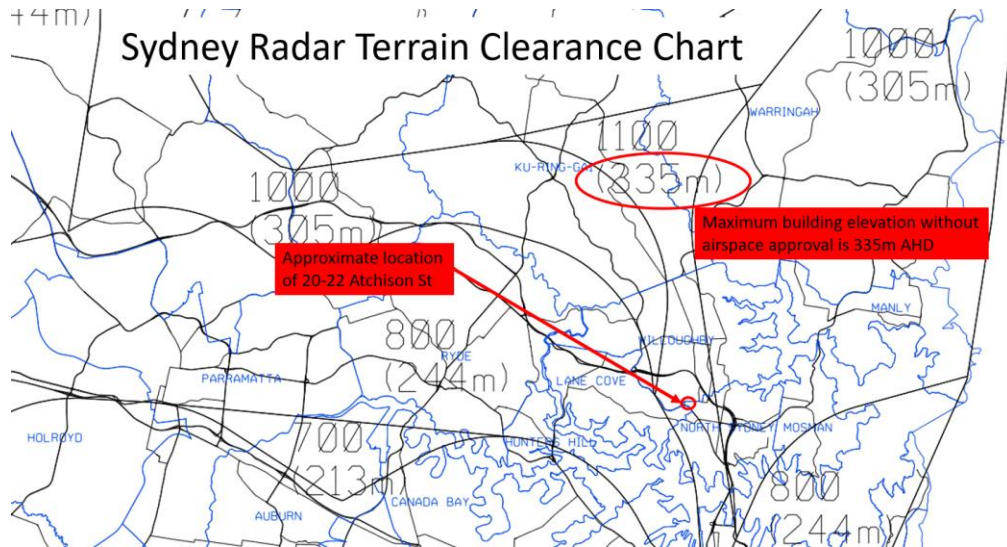 44m)
Sydney Radar Terrain Clearance Chart
1000
(305m)
WARRINGAH
1100
KU-RING-GAI
(335m)
1000
(305m)
Maximum building elevation without
airspace approval is 335m AHD
Approximate location
of 20-22 Atchison St
MANLY
800
WILLOUGHBY
RYDE
(244m)
LANE COVE
PARRAMATTA
NORTH SYDNEY MOSMAN
HOLROYD
700
HUNTERS HILL
(213m)
800
CANADA BAY
AUBURN
(244m)